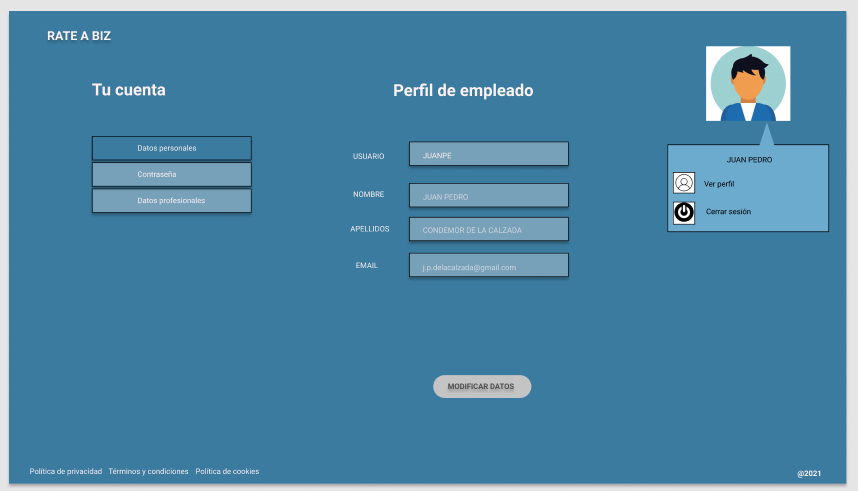 RATE A BIZ
Tu cuenta
Datos personales
Contraseña
Datos profesionales
Perfil de empleado
USUARIO JUANPE
NOMBRE JUAN PEDRO
APELLIDOS CONDEMOR DE LA CALZADA
EMAIL j.p.delacalzada@gmail.com
MODIFICAR DATOS
JUAN PEDRO
Ver perfil
Cerrar sesión
Política de privacidad Términos y condiciones Política de cookies
@2021